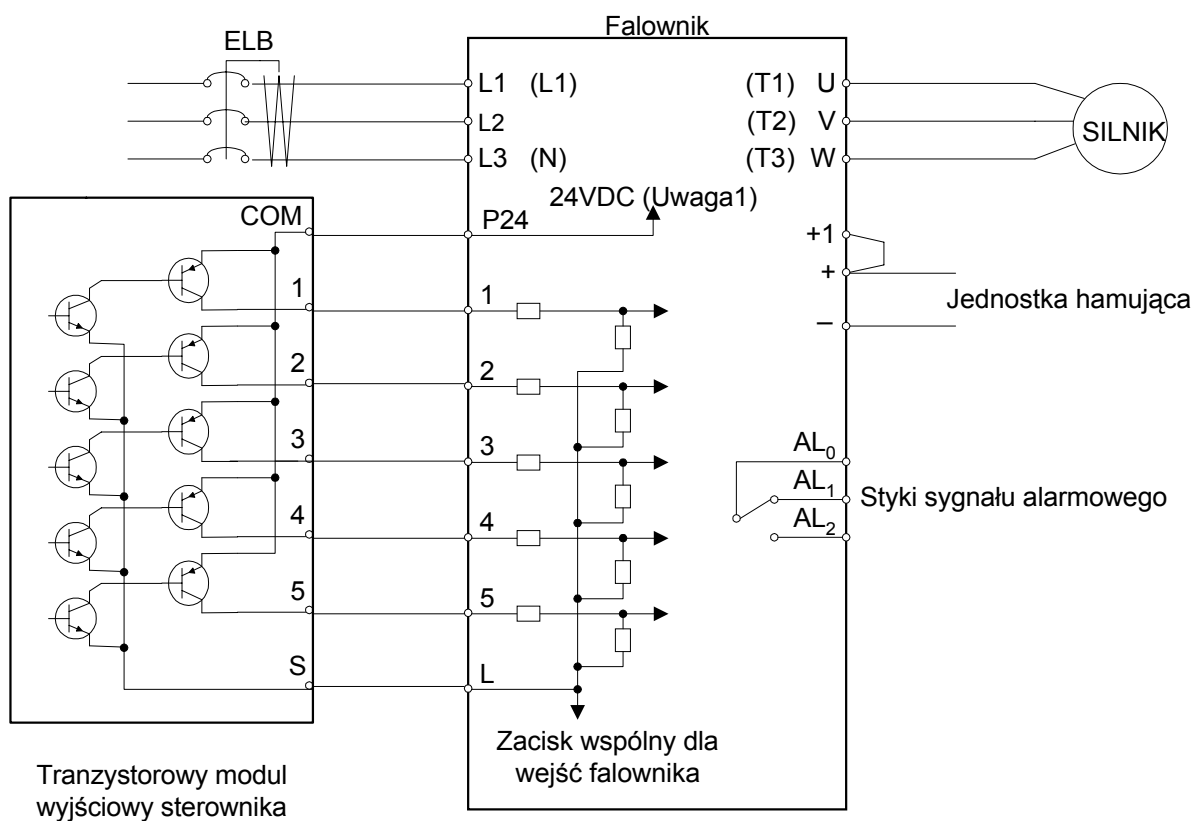 Falownik
ELB
L1 (L1)
L2
L3 (N)
(T1) U
(T2) V
(T3) W
SILNIK
24VDC (Uwaga1)
COM
P24
+1
+
–
Jednostka hamująca
1
1
2
2
3
3
4
4
5
5
S
L
AL0
AL1
AL2
Styki sygnału alarmowego
Zacisk wspólny dla
wejść falownika
Tranzystorowy modul
wyjściowy sterownika